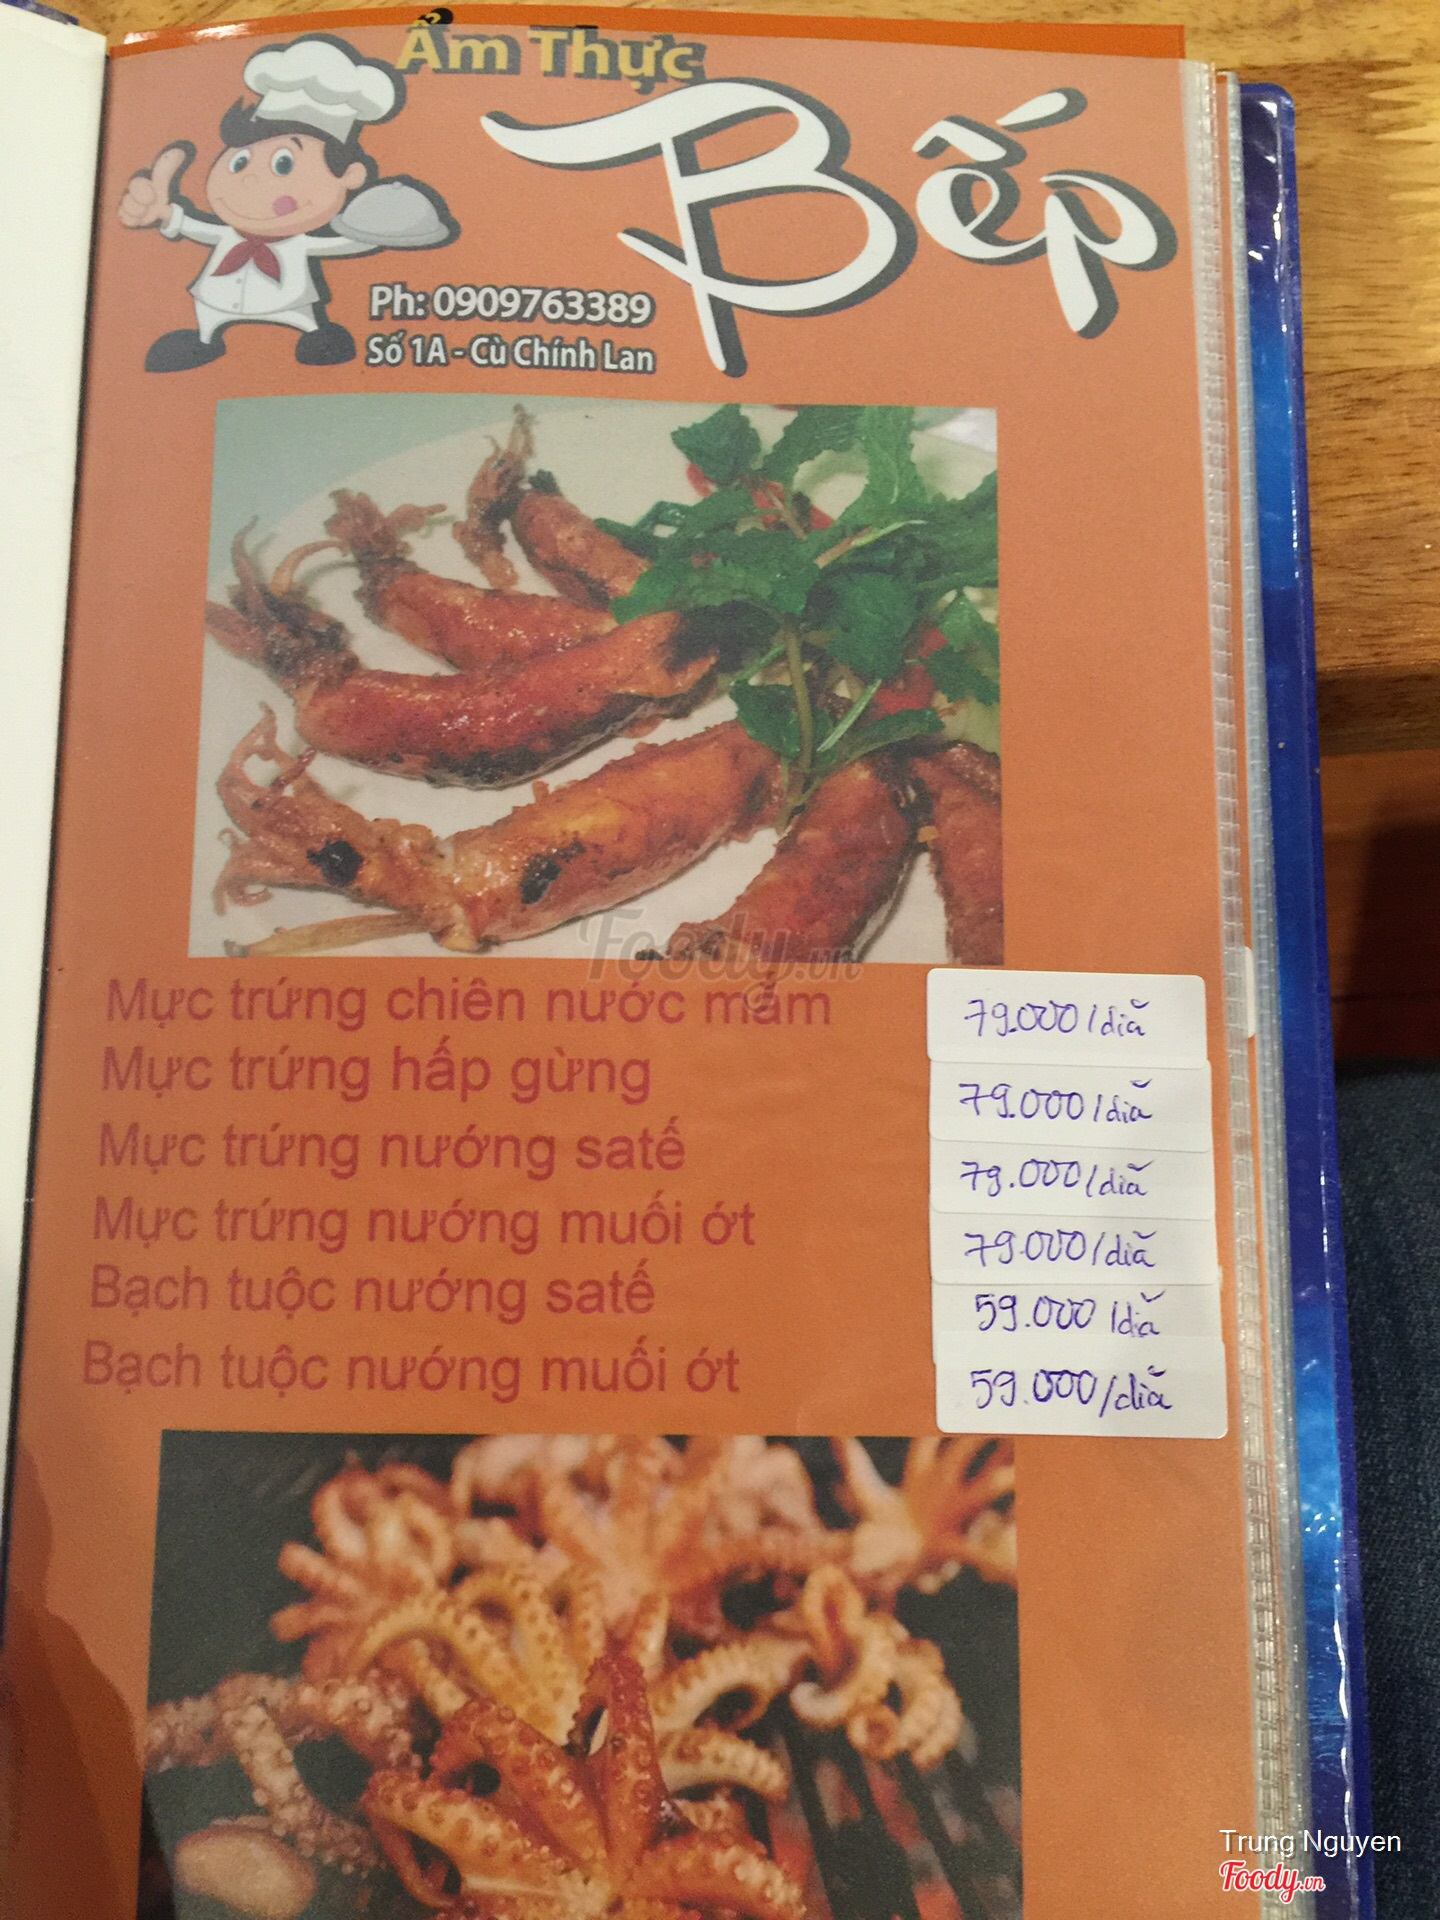 Ẩm Thực
Bếp
Ph: 0909763389
Số 1A - Cù Chính Lan
Foody.vn
Mực trứng chiên nước mắm 79.000/dĩa
Mực trứng hấp gừng 79.000/dĩa
Mực trứng nướng satế 79.000/dĩa
Mực trứng nướng muối ớt 79.000/dĩa
Bạch tuộc nướng satế 59.000/dĩa
Bạch tuộc nướng muối ớt 59.000/dĩa
Trung Nguyen
Foody.vn